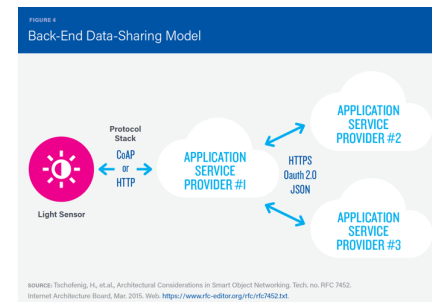 FIGURE 4
Back-End Data-Sharing Model
Protocol
Stack
CoAP
or
HTTP
Light Sensor
APPLICATION
SERVICE
PROVIDER #1
HTTPS
Oauth 2.0
JSON
APPLICATION
SERVICE
PROVIDER #2
APPLICATION
SERVICE
PROVIDER #3
SOURCE: Tschofenig, H., et.al., Architectural Considerations in Smart Object Networking. Tech. no. RFC 7452.
Internet Architecture Board, Mar. 2015. Web. https://www.rfc-editor.org/rfc/rfc7452.txt.